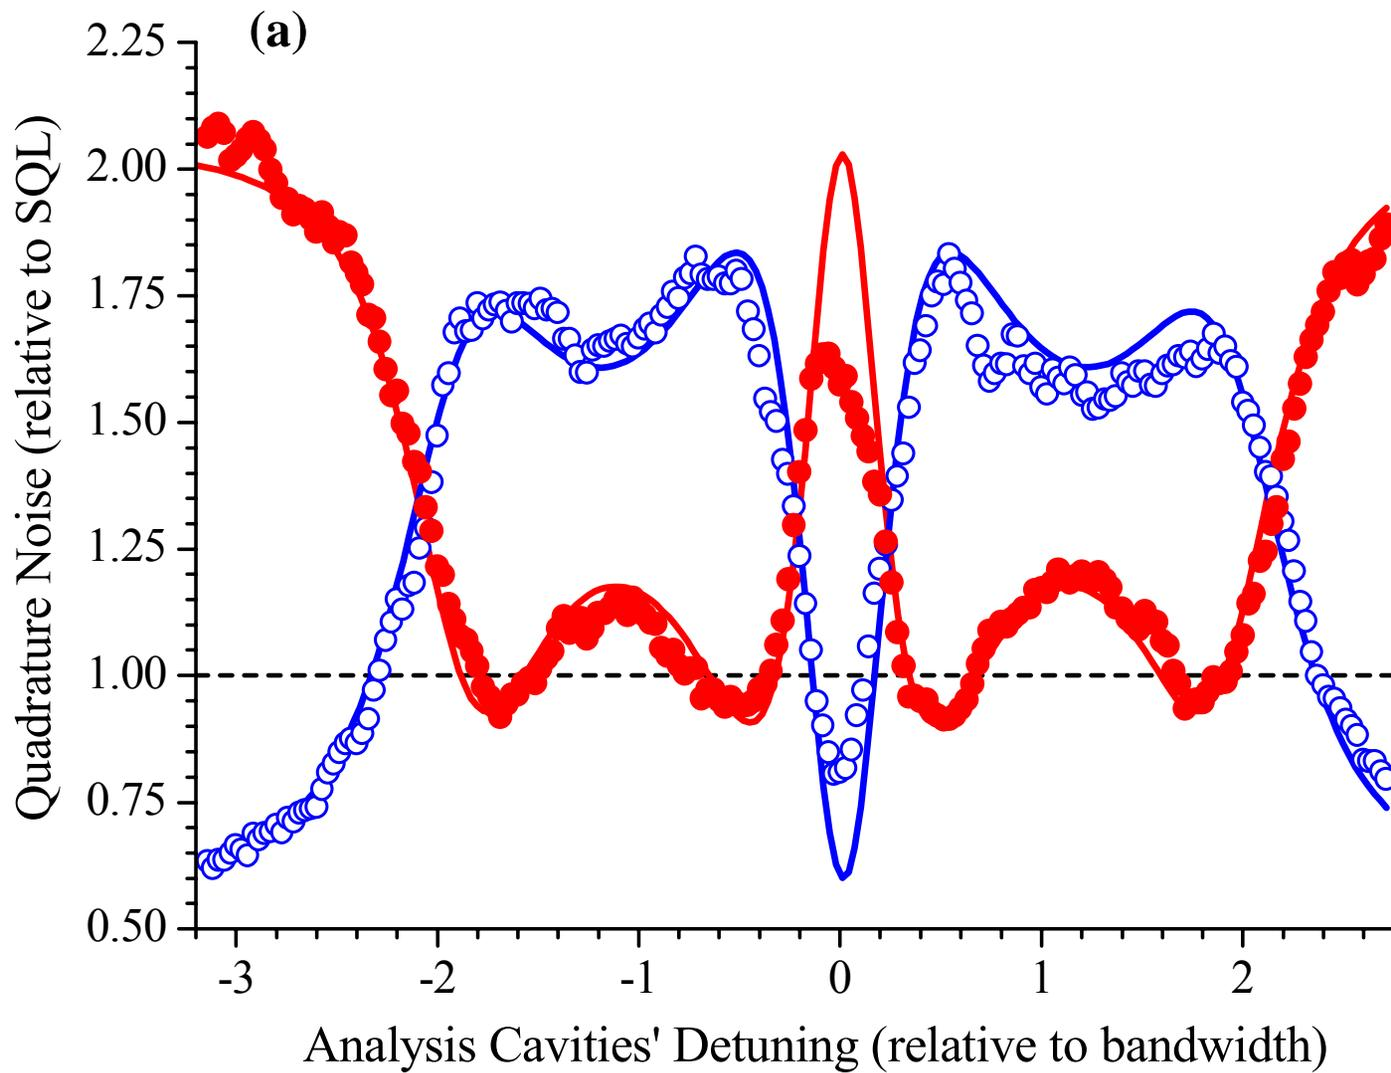 (a)
Quadrature Noise (relative to SQL)
2.25
2.00
1.75
1.50
1.25
1.00
0.75
0.50
-3 -2 -1 0 1 2
Analysis Cavities' Detuning (relative to bandwidth)